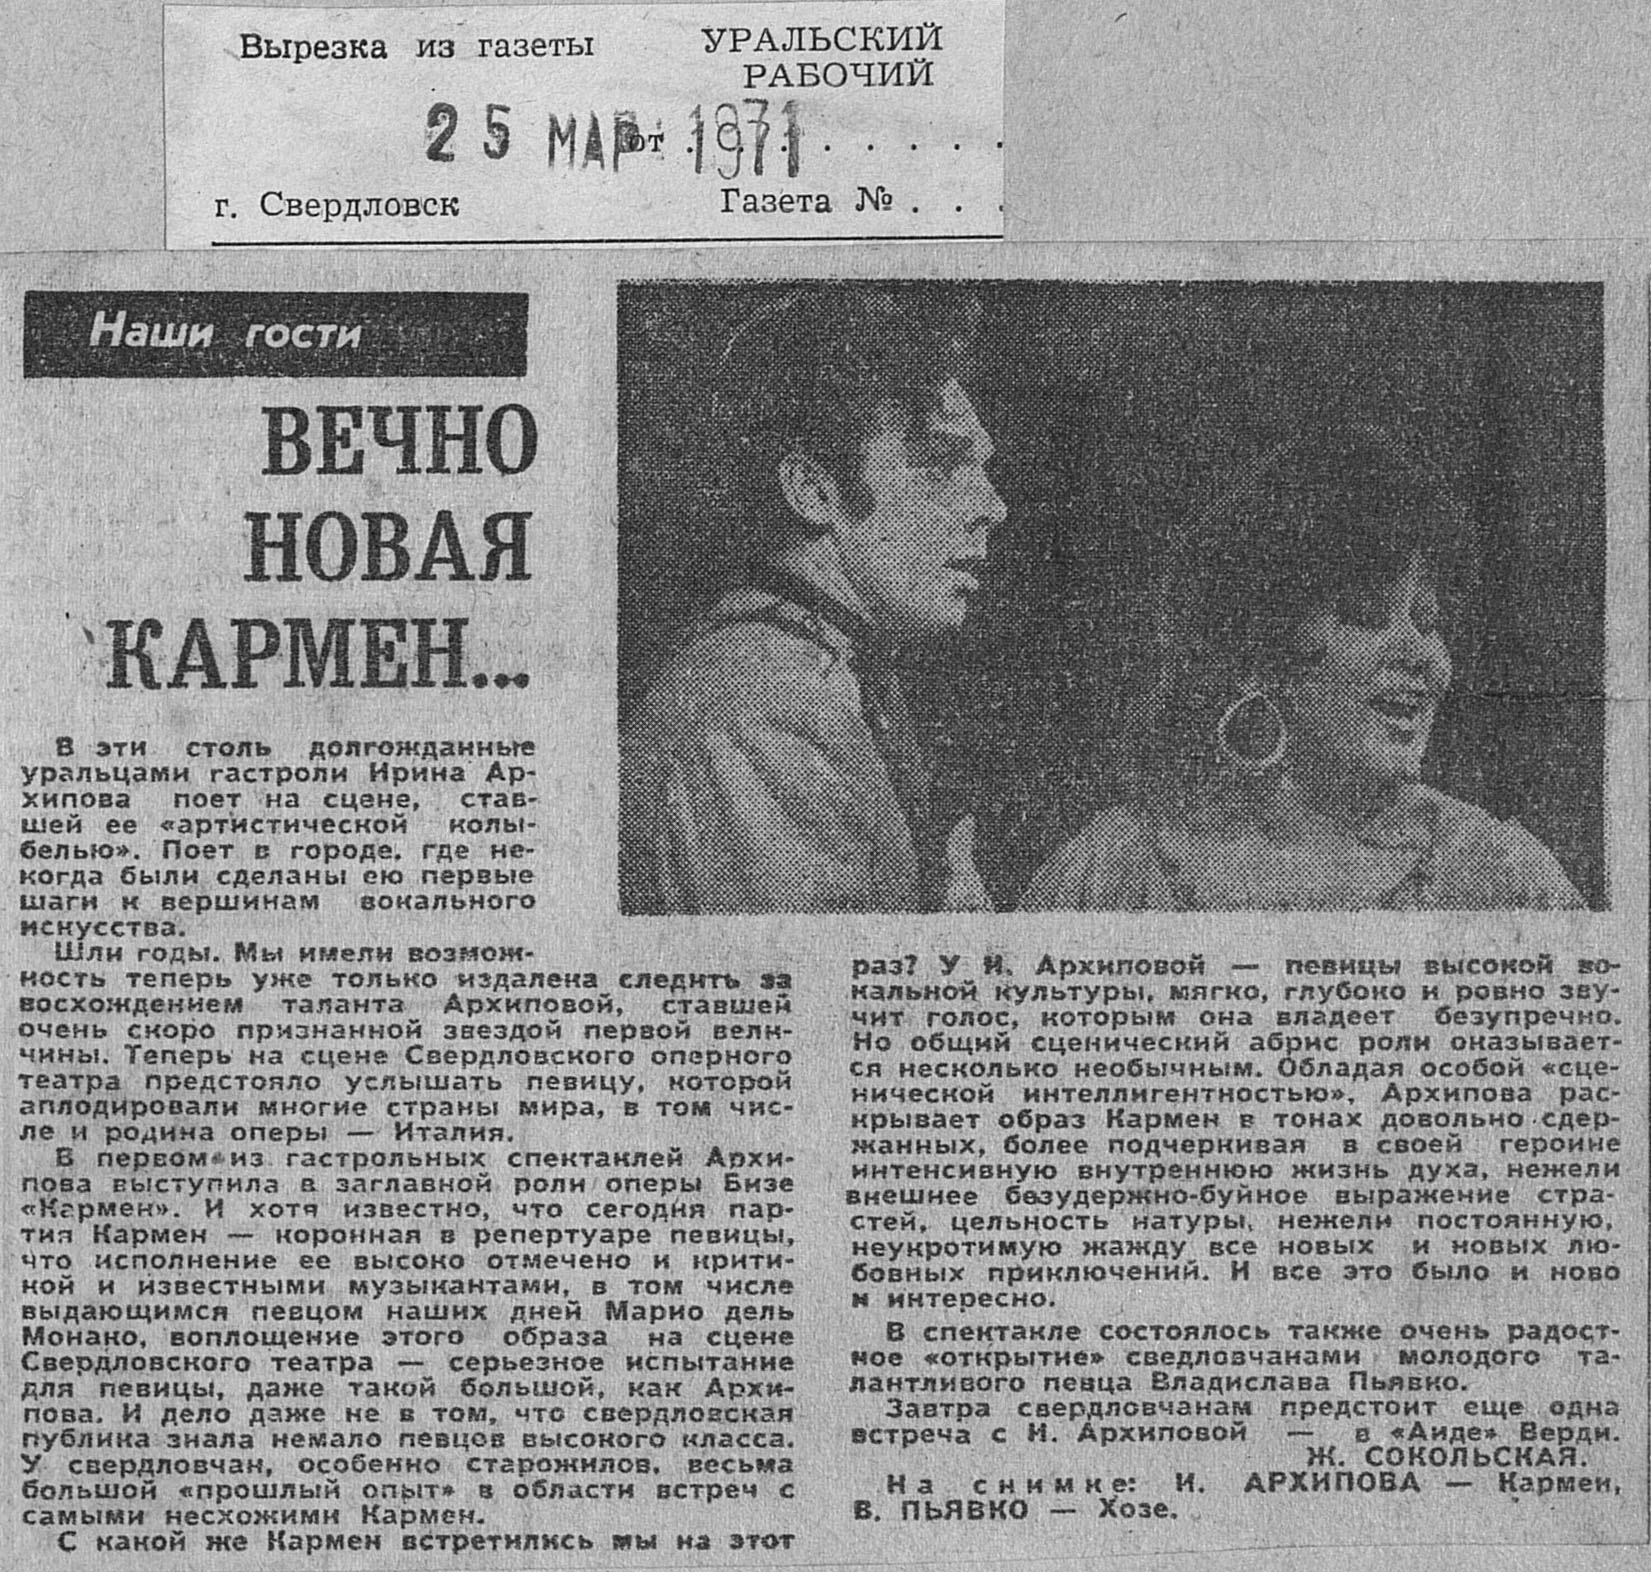 Вырезка из газеты УРАЛЬСКИЙ
РАБОЧИЙ
25 МАР от 1971 . . . . .
г. Свердловск Газета № . . .
Наши гости
ВЕЧНО
НОВАЯ
КАРМЕН...
В эти столь долгожданные
уральцами гастроли Ирина Ар-
хипова поет на сцене, став-
шей ее «артистической колы-
белью». Поет в городе, где не-
когда были сделаны ею первые
шаги к вершинам вокального
искусства.
Шли годы. Мы имели возмож-
ность теперь уже только издалека следить за
восхождением таланта Архиповой, ставшей
очень скоро признанной звездой первой вели-
чины. Теперь на сцене Свердловского оперного
театра предстояло услышать певицу, которой
аплодировали многие страны мира, в том чис-
ле и родина оперы — Италия.
В первом из гастрольных спектаклей Архи-
пова выступила в заглавной роли оперы Бизе
«Кармен». И хотя известно, что сегодня пар-
тия Кармен — коронная в репертуаре певицы,
что исполнение ее высоко отмечено и крити-
кой и известными музыкантами, в том числе
выдающимся певцом наших дней Марио дель
Монако, воплощение этого образа на сцене
Свердловского театра — серьезное испытание
для певицы, даже такой большой, как Архи-
пова. И дело даже не в том, что свердловская
публика знала немало певцов высокого класса.
У свердловчан, особенно старожилов, весьма
большой «прошлый опыт» в области встреч с
самыми несхожими Кармен.
С какой же Кармен встретились мы на этот
раз? У И. Архиповой — певицы высокой во-
кальной культуры, мягко, глубоко и ровно зву-
чит голос, которым она владеет безупречно.
Но общий сценический абрис роли оказывает-
ся несколько необычным. Обладая особой «сце-
нической интеллигентностью», Архипова рас-
крывает образ Кармен в тонах довольно сдер-
жанных, более подчеркивая в своей героине
интенсивную внутреннюю жизнь духа, нежели
внешнее безудержно-буйное выражение стра-
стей, цельность натуры, нежели постоянную,
неукротимую жажду все новых и новых лю-
бовных приключений. И все это было и ново
и интересно.
В спектакле состоялось также очень радост-
ное «открытие» сведловчанами молодого та-
лантливого певца Владислава Пьявко.
Завтра свердловчанам предстоит еще одна
встреча с И. Архиповой — в «Аиде» Верди.
Ж. СОКОЛЬСКАЯ.
На снимке: И. АРХИПОВА — Кармен,
В. ПЬЯВКО — Хозе.